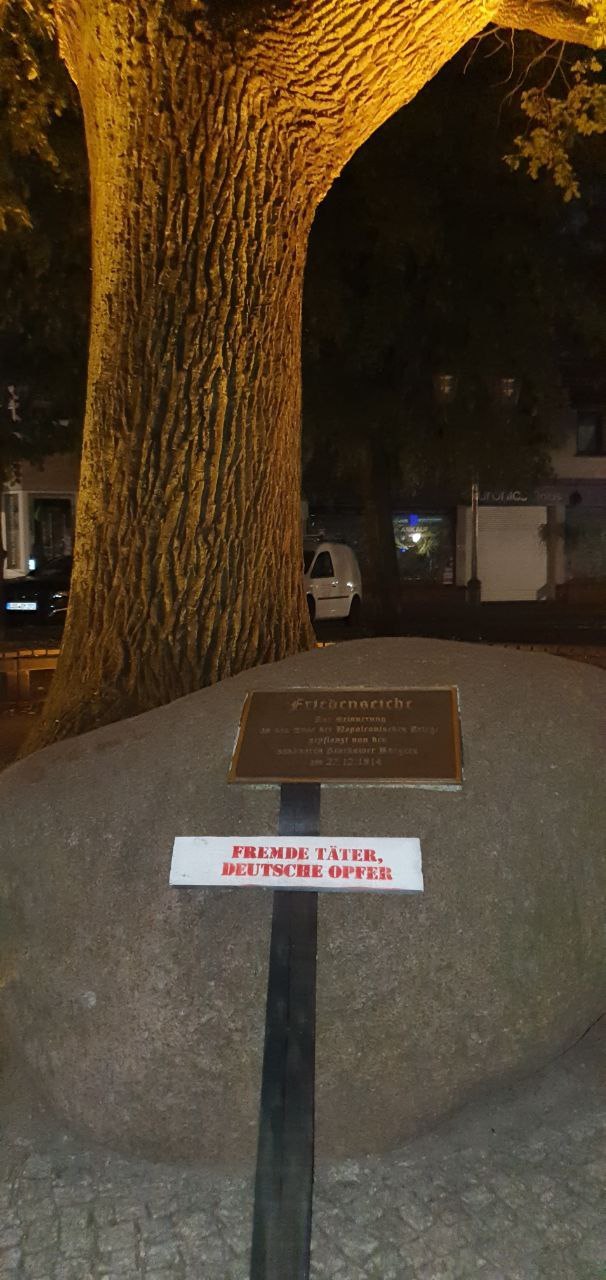 Friedenseiche
Zur Erinnerung
an das Ende der Napoleonischen Kriege
gepflanzt von den
Bürgern
am 27.12.1814
FREMDE TÄTER,
DEUTSCHE OPFER